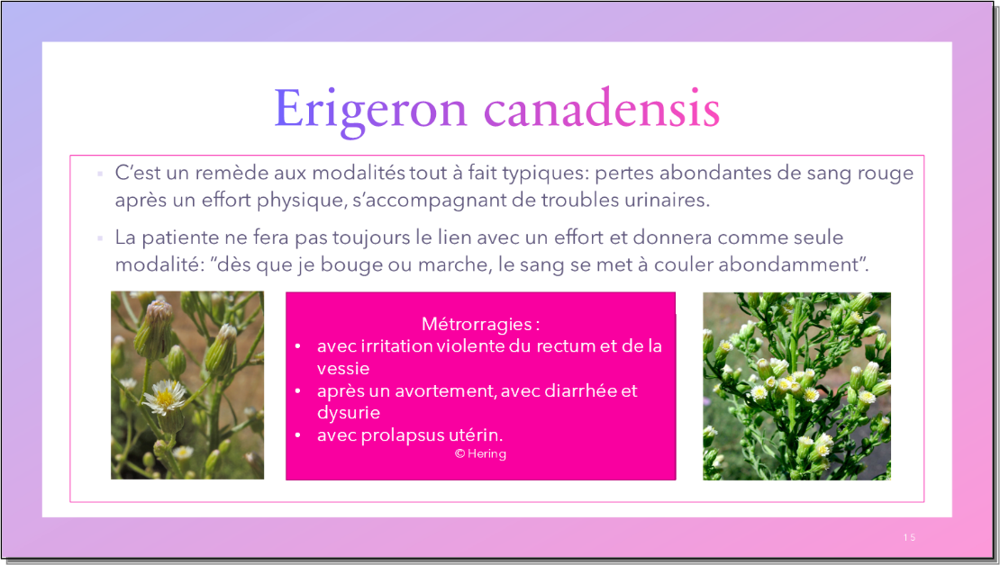 Erigeron canadensis
▪ C’est un remède aux modalités tout à fait typiques: pertes abondantes de sang rouge
après un effort physique, s’accompagnant de troubles urinaires.
▪ La patiente ne fera pas toujours le lien avec un effort et donnera comme seule
modalité: “dès que je bouge ou marche, le sang se met à couler abondamment”.
Métrorragies :
• avec irritation violente du rectum et de la
vessie
• après un avortement, avec diarrhée et
dysurie
• avec prolapsus utérin.
© Hering
15